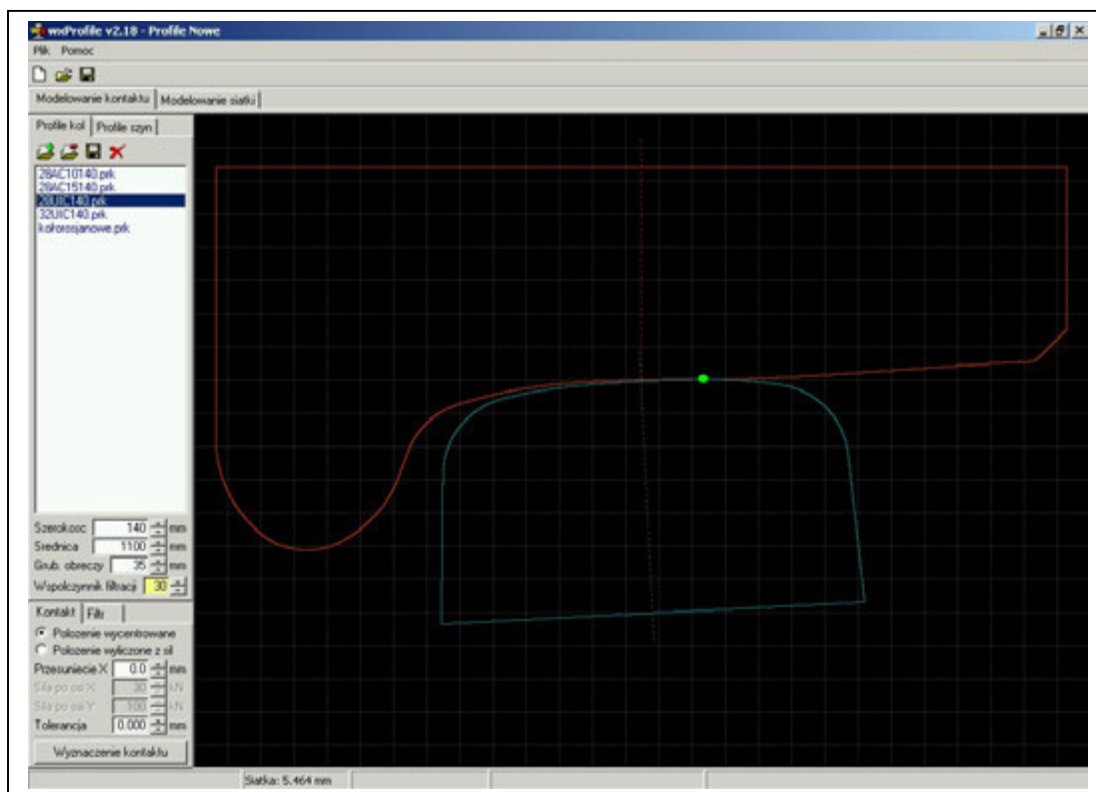 wxProfile v2.18 - Profile Nowe
Plik Pomoc
Modelowanie kontaktu Modelowanie siatki
Profile kol Profile szyn
28AC10140.prk
28AC15140.prk
28UIC140.prk
32UIC140.prk
kołorosjanowe.prk
Szerokosc 140 mm
Srednica 1100 mm
Grub. obreczy 35 mm
Wspolczynnik filtracji 30
Kontakt Filtr
Polozenie wycentrowane
Polozenie wyliczone z sil
Przesuniecie X 0.0 mm
Sila po osi X 30 kN
Sila po osi Y 100 kN
Tolerancja 0.000 mm
Wyznaczenie kontaktu
Siatka: 5.464 mm